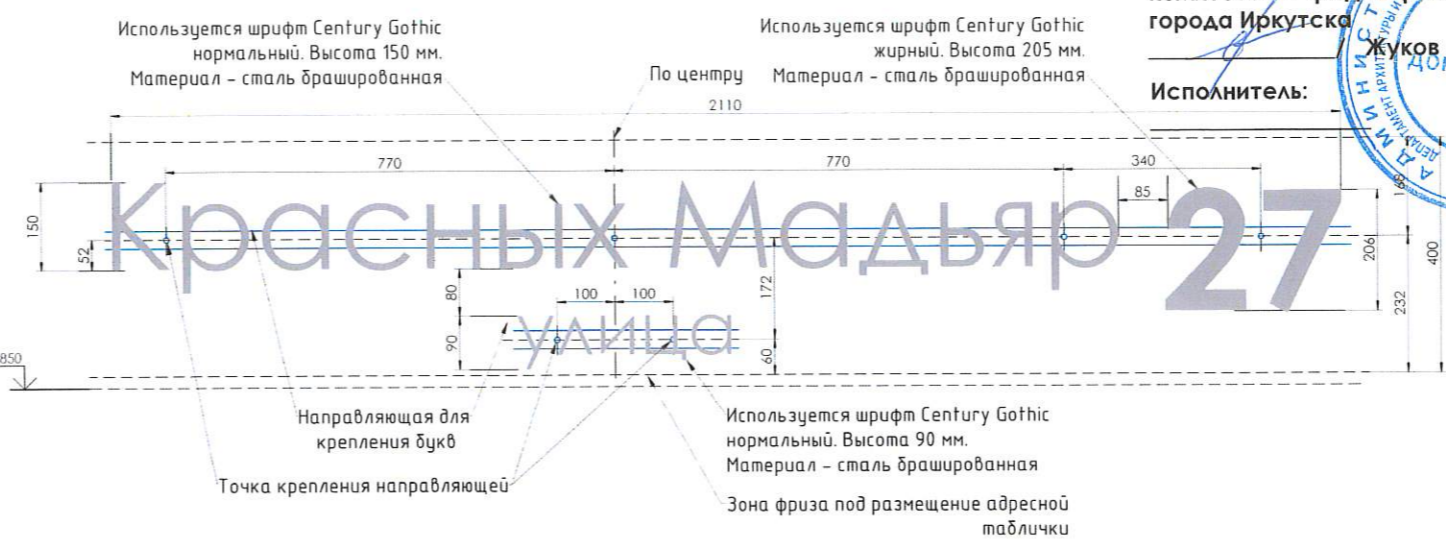 города Иркутска
Жуков
Исполнитель:
Используется шрифт Century Gothic
нормальный. Высота 150 мм.
Материал - сталь брашированная
По центру
Используется шрифт Century Gothic
жирный. Высота 205 мм.
Материал - сталь брашированная
2110
770
770
340
85
150
52
Красных Мадьяр 27
168
206
400
232
80
100
100
172
90
улица
60
850
Направляющая для
крепления букв
Точка крепления направляющей
Используется шрифт Century Gothic
нормальный. Высота 90 мм.
Материал - сталь брашированная
Зона фриза под размещение адресной
таблички